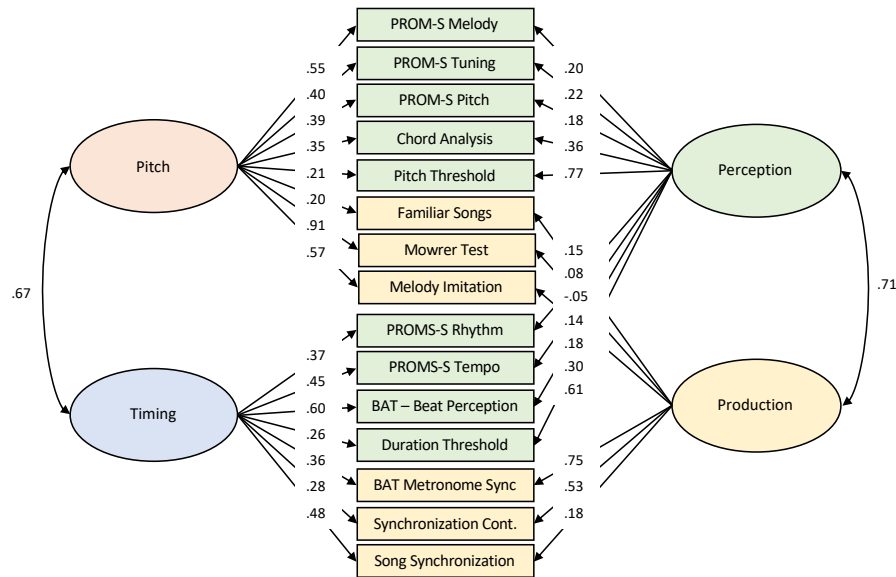 PROM-S Melody
.55 PROM-S Tuning .20
.40 PROM-S Pitch .22
.39 .18
.35 Chord Analysis .36
Pitch .21 Pitch Threshold .77 Perception
.20 Familiar Songs
.91 Mowrer Test .15
.57 .08
.67 Melody Imitation -.05 .71
PROMS-S Rhythm .14
.37 .18
.45 PROMS-S Tempo .30
Timing .60 BAT – Beat Perception .61 Production
.26 Duration Threshold
.36 BAT Metronome Sync .75
.28 .53
.48 Synchronization Cont. .18
Song Synchronization